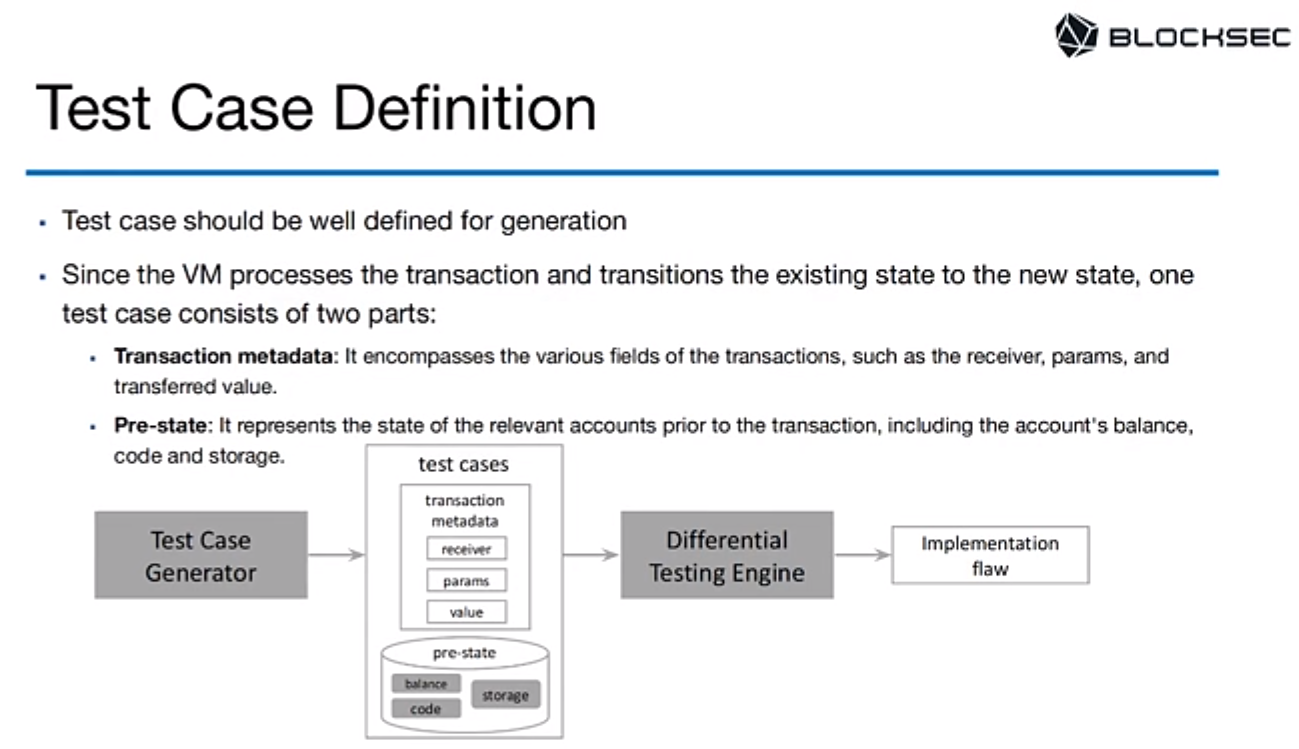 BLOCKSEC
Test Case Definition
Test case should be well defined for generation
Since the VM processes the transaction and transitions the existing state to the new state, one
test case consists of two parts:
Transaction metadata: It encompasses the various fields of the transactions, such as the receiver, params, and
transferred value.
Pre-state: It represents the state of the relevant accounts prior to the transaction, including the account's balance,
code and storage.
Test Case
Generator
test cases
transaction
metadata
receiver
params
value
pre-state
balance
code
storage
Differential
Testing Engine
Implementation
flaw